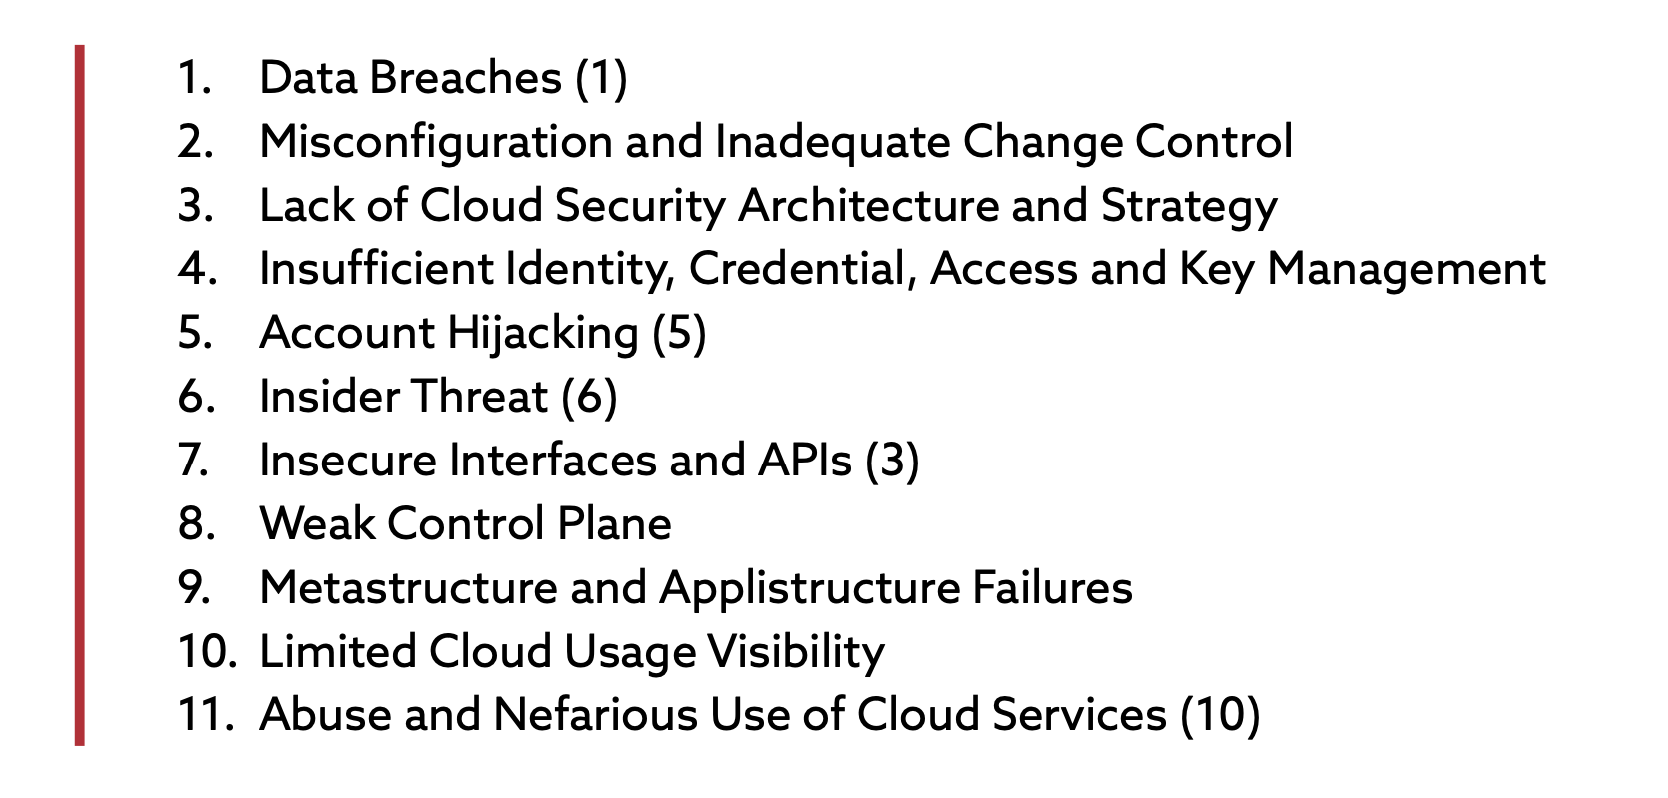 1. Data Breaches (1)
2. Misconfiguration and Inadequate Change Control
3. Lack of Cloud Security Architecture and Strategy
4. Insufficient Identity, Credential, Access and Key Management
5. Account Hijacking (5)
6. Insider Threat (6)
7. Insecure Interfaces and APIs (3)
8. Weak Control Plane
9. Metastructure and Applistructure Failures
10. Limited Cloud Usage Visibility
11. Abuse and Nefarious Use of Cloud Services (10)